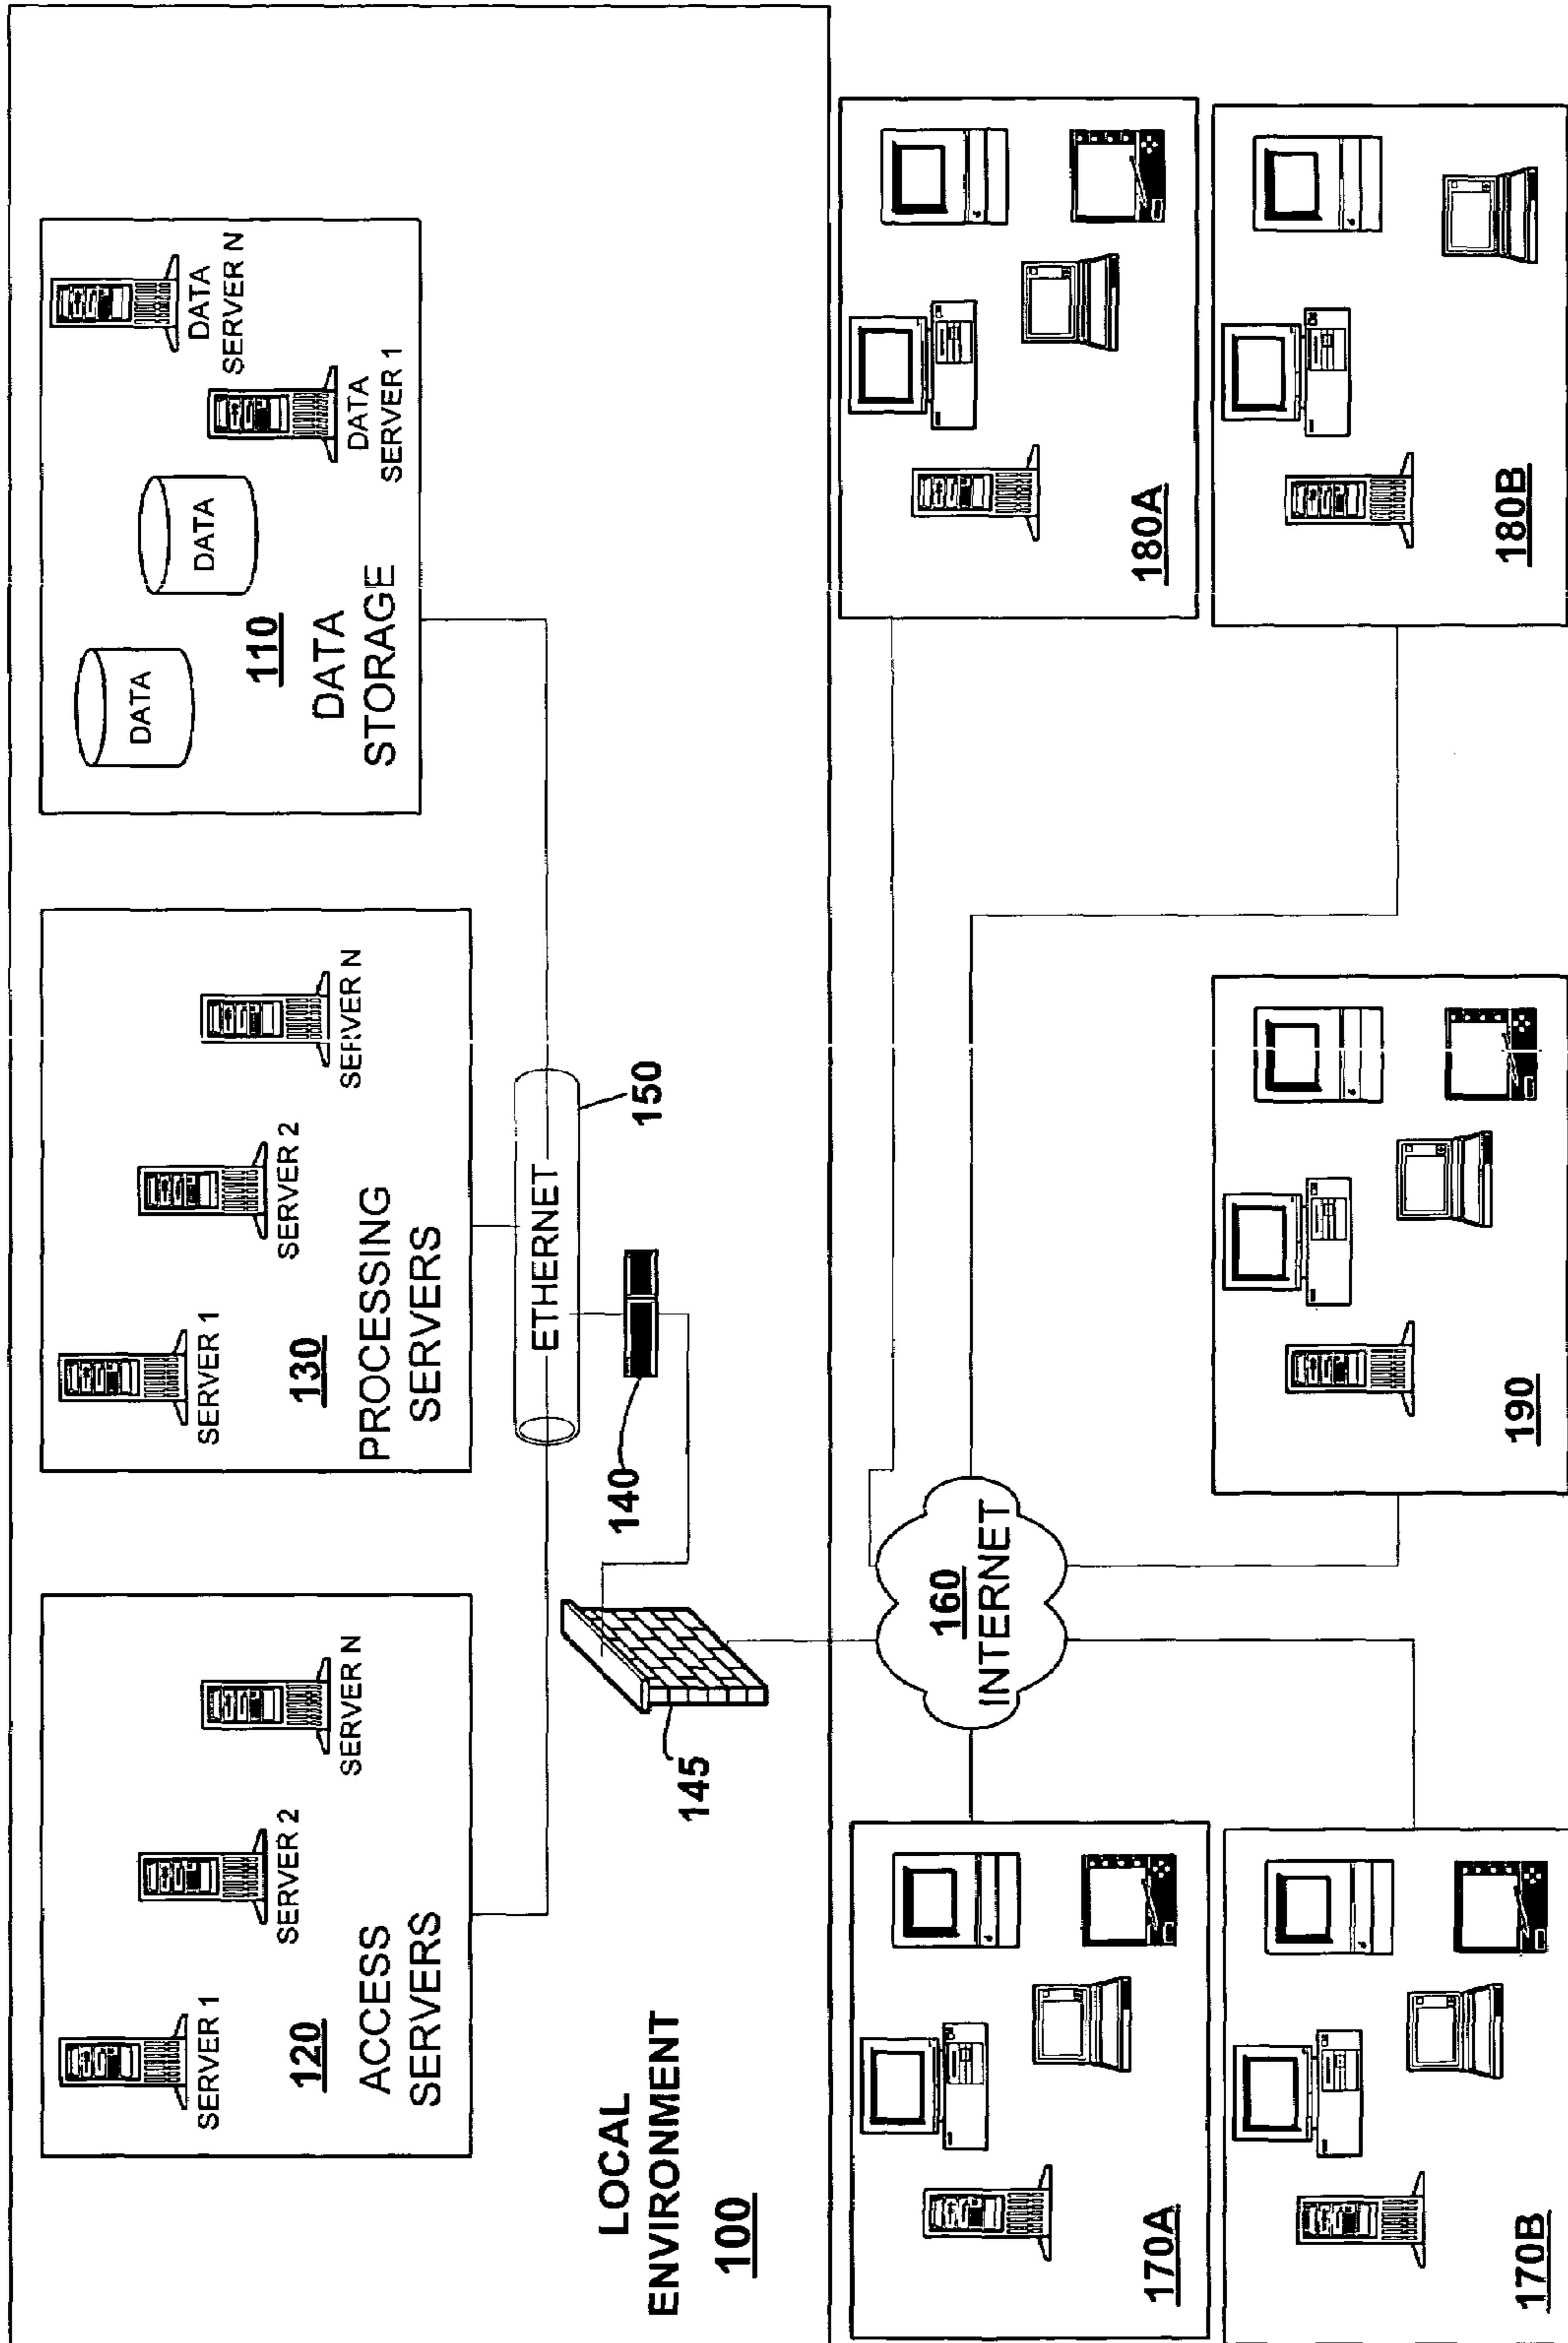 SERVER 1
SERVER 2
SERVER N
120
ACCESS
SERVERS
SERVER 1
SERVER 2
SERVER N
130
PROCESSING
SERVERS
DATA
DATA
DATA
SERVER 1
DATA
SERVER N
110
DATA
STORAGE
ETHERNET
150
140
145
LOCAL
ENVIRONMENT
100
160
INTERNET
170A
180A
170B
190
180B